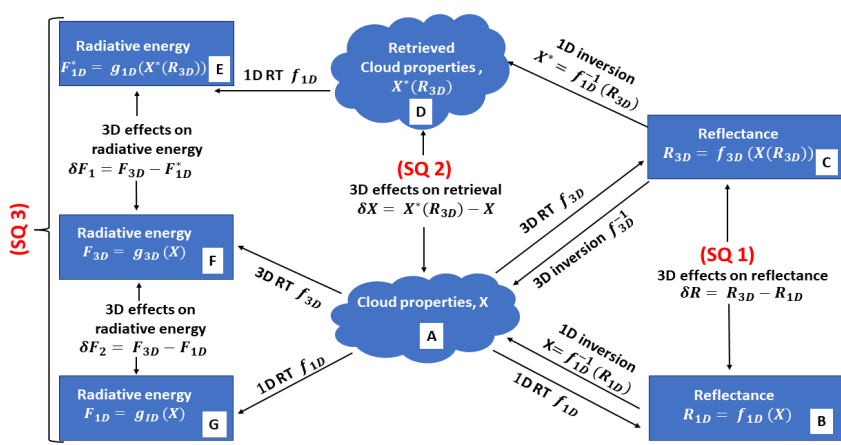 Radiative energy
F*1D = g1D(X*(R3D))
E
1D RT f1D
Retrieved
Cloud properties ,
X*(R3D)
D
1D inversion
X* = f1D^-1(R3D)
3D effects on
radiative energy
δF1 = F3D − F*1D
(SQ 3)
(SQ 2)
3D effects on retrieval
δX = X*(R3D) − X
Reflectance
R3D = f3D(X(R3D))
C
3D RT f3D
3D inversion f3D^-1
(SQ 1)
3D effects on reflectance
δR = R3D − R1D
Radiative energy
F3D = g3D(X)
F
3D RT f3D
Cloud properties, X
A
3D effects on
radiative energy
δF2 = F3D − F1D
1D inversion
X= f1D^-1(R1D)
1D RT f1D
1D RT f1D
Radiative energy
F1D = gID(X)
G
Reflectance
R1D = f1D(X)
B